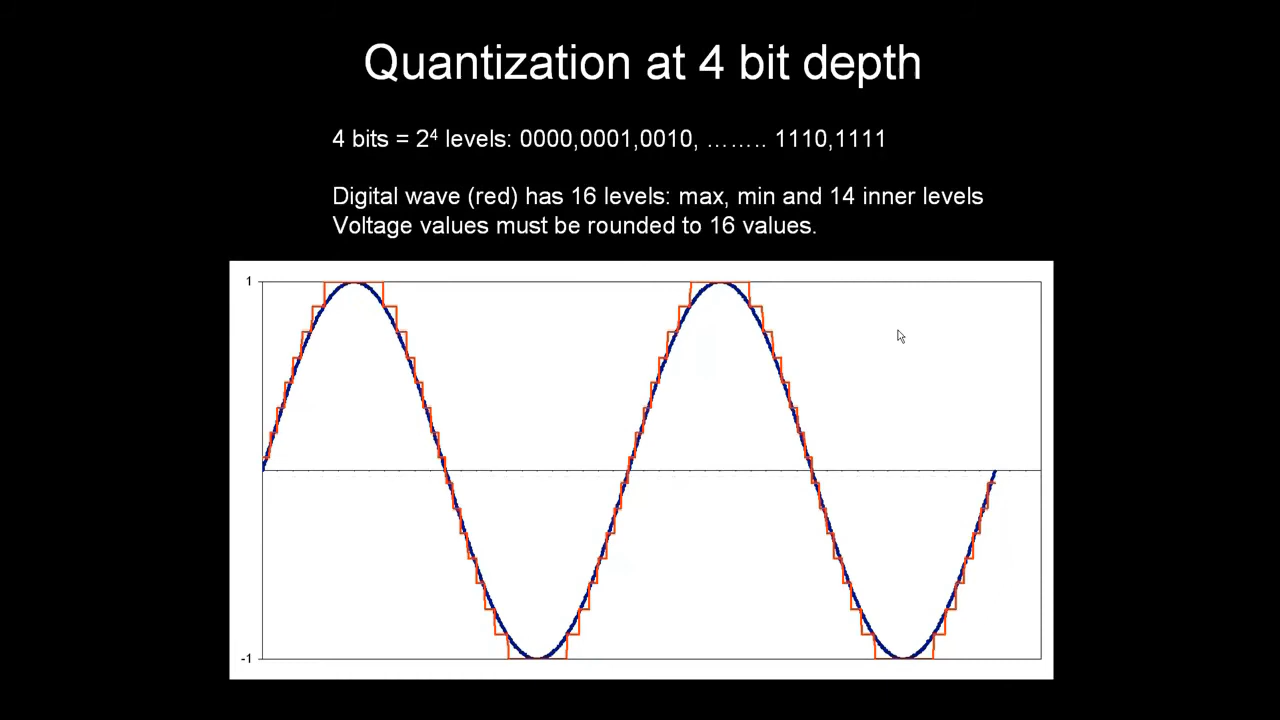 Quantization at 4 bit depth
4 bits = 2⁴ levels: 0000,0001,0010, …….. 1110,1111
Digital wave (red) has 16 levels: max, min and 14 inner levels
Voltage values must be rounded to 16 values.
1
-1